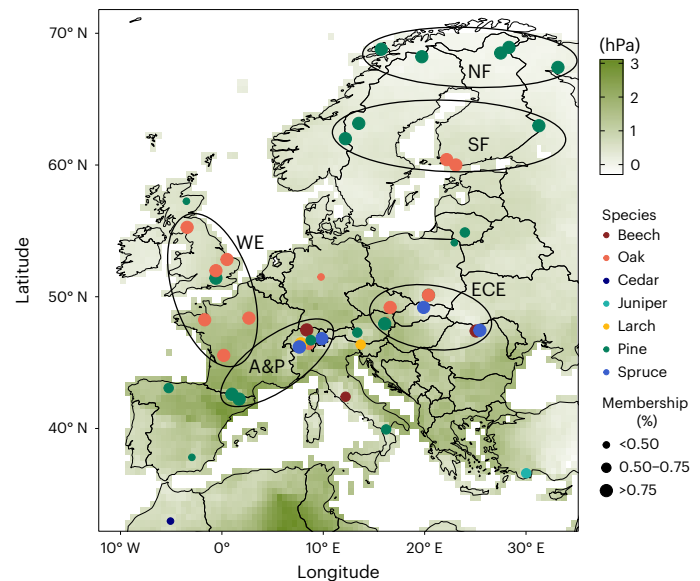 70° N
60° N
50° N
40° N
Latitude
10° W
0°
10° E
20° E
30° E
Longitude
NF
SF
WE
ECE
A&P
(hPa)
3
2
1
0
Species
Beech
Oak
Cedar
Juniper
Larch
Pine
Spruce
Membership
(%)
<0.50
0.50–0.75
>0.75